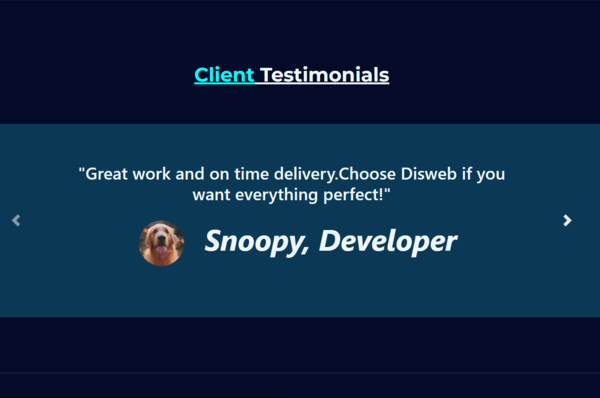 Client Testimonials
"Great work and on time delivery.Choose Disweb if you
want everything perfect!"
Snoopy, Developer